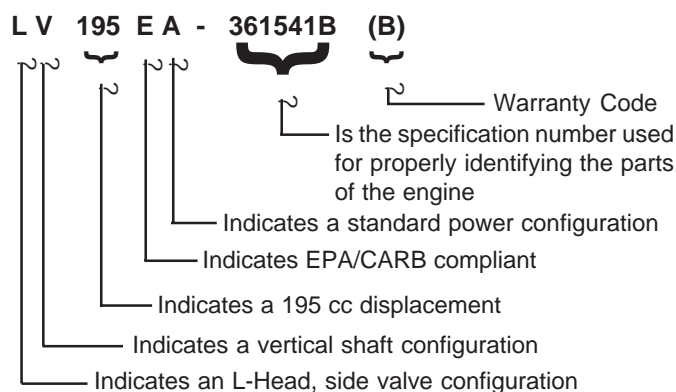 L V 195 E A - 361541B (B)
Warranty Code
Is the specification number used
for properly identifying the parts
of the engine
Indicates a standard power configuration
Indicates EPA/CARB compliant
Indicates a 195 cc displacement
Indicates a vertical shaft configuration
Indicates an L-Head, side valve configuration